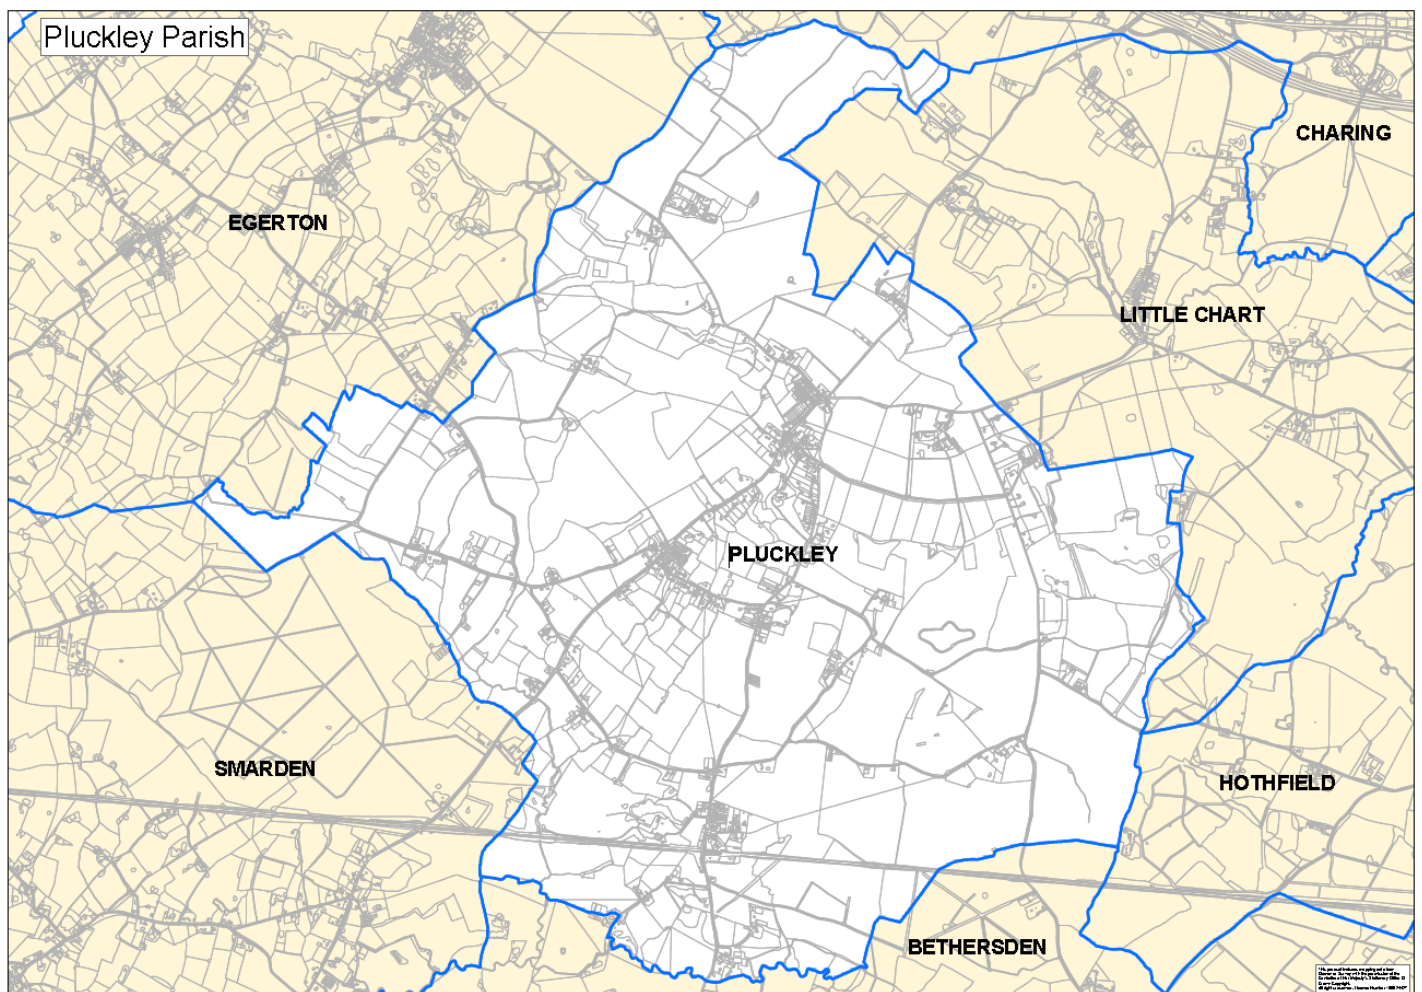 Pluckley Parish
CHARING
EGERTON
LITTLE CHART
PLUCKLEY
SMARDEN
HOTHFIELD
BETHERSDEN